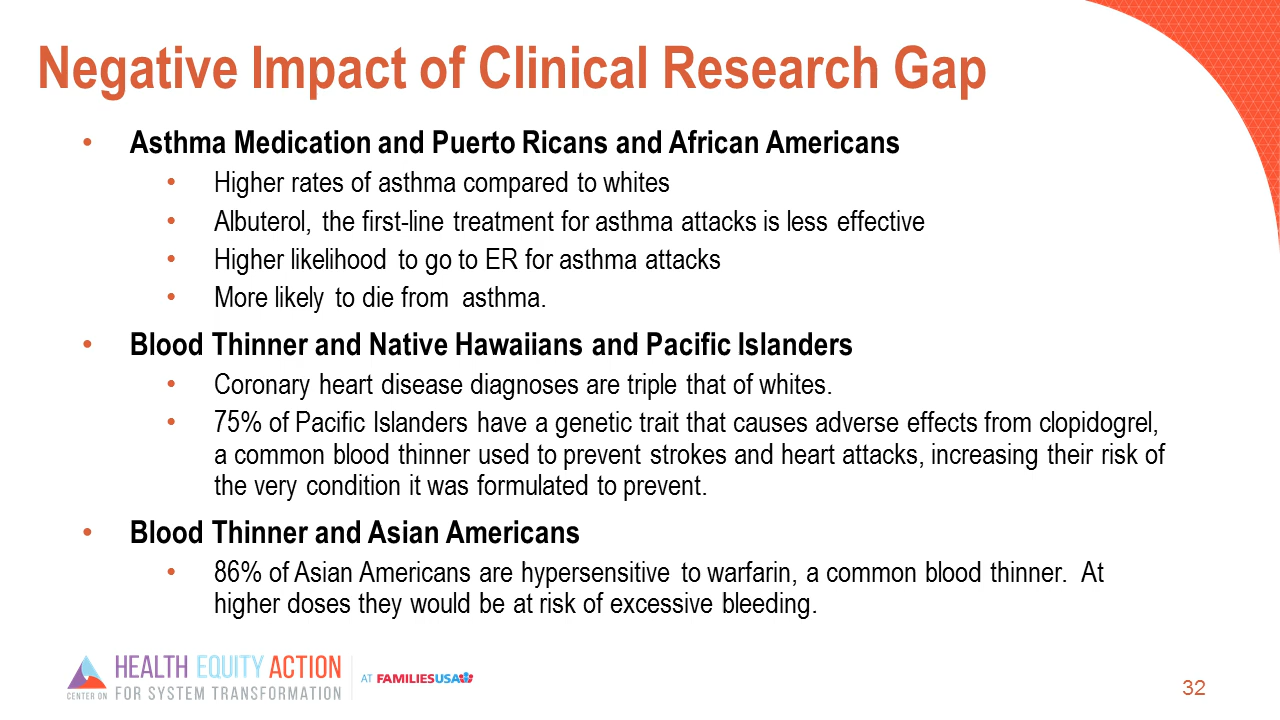 Negative Impact of Clinical Research Gap
• Asthma Medication and Puerto Ricans and African Americans
• Higher rates of asthma compared to whites
• Albuterol, the first-line treatment for asthma attacks is less effective
• Higher likelihood to go to ER for asthma attacks
• More likely to die from asthma.
• Blood Thinner and Native Hawaiians and Pacific Islanders
• Coronary heart disease diagnoses are triple that of whites.
• 75% of Pacific Islanders have a genetic trait that causes adverse effects from clopidogrel,
a common blood thinner used to prevent strokes and heart attacks, increasing their risk of
the very condition it was formulated to prevent.
• Blood Thinner and Asian Americans
• 86% of Asian Americans are hypersensitive to warfarin, a common blood thinner. At
higher doses they would be at risk of excessive bleeding.
HEALTH EQUITY ACTION
CENTER ON FOR SYSTEM TRANSFORMATION
AT FAMILIESUSA
32